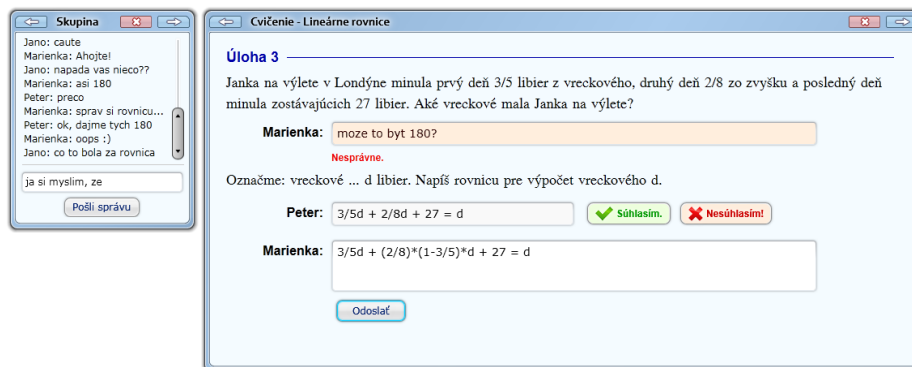 Skupina
Jano: caute
Marienka: Ahojte!
Jano: napada vas nieco??
Marienka: asi 180
Peter: preco
Marienka: sprav si rovnicu...
Peter: ok, dajme tych 180
Marienka: oops :)
Jano: co to bola za rovnica
ja si myslim, ze
Pošli správu
Cvičenie - Lineárne rovnice
Úloha 3
Janka na výlete v Londýne minula prvý deň 3/5 libier z vreckového, druhý deň 2/8 zo zvyšku a posledný deň
minula zostávajúcich 27 libier. Aké vreckové mala Janka na výlete?
Marienka: moze to byt 180?
Nesprávne.
Označme: vreckové ... d libier. Napíš rovnicu pre výpočet vreckového d.
Peter: 3/5d + 2/8d + 27 = d Súhlasím. Nesúhlasím!
Marienka: 3/5d + (2/8)*(1-3/5)*d + 27 = d
Odoslať